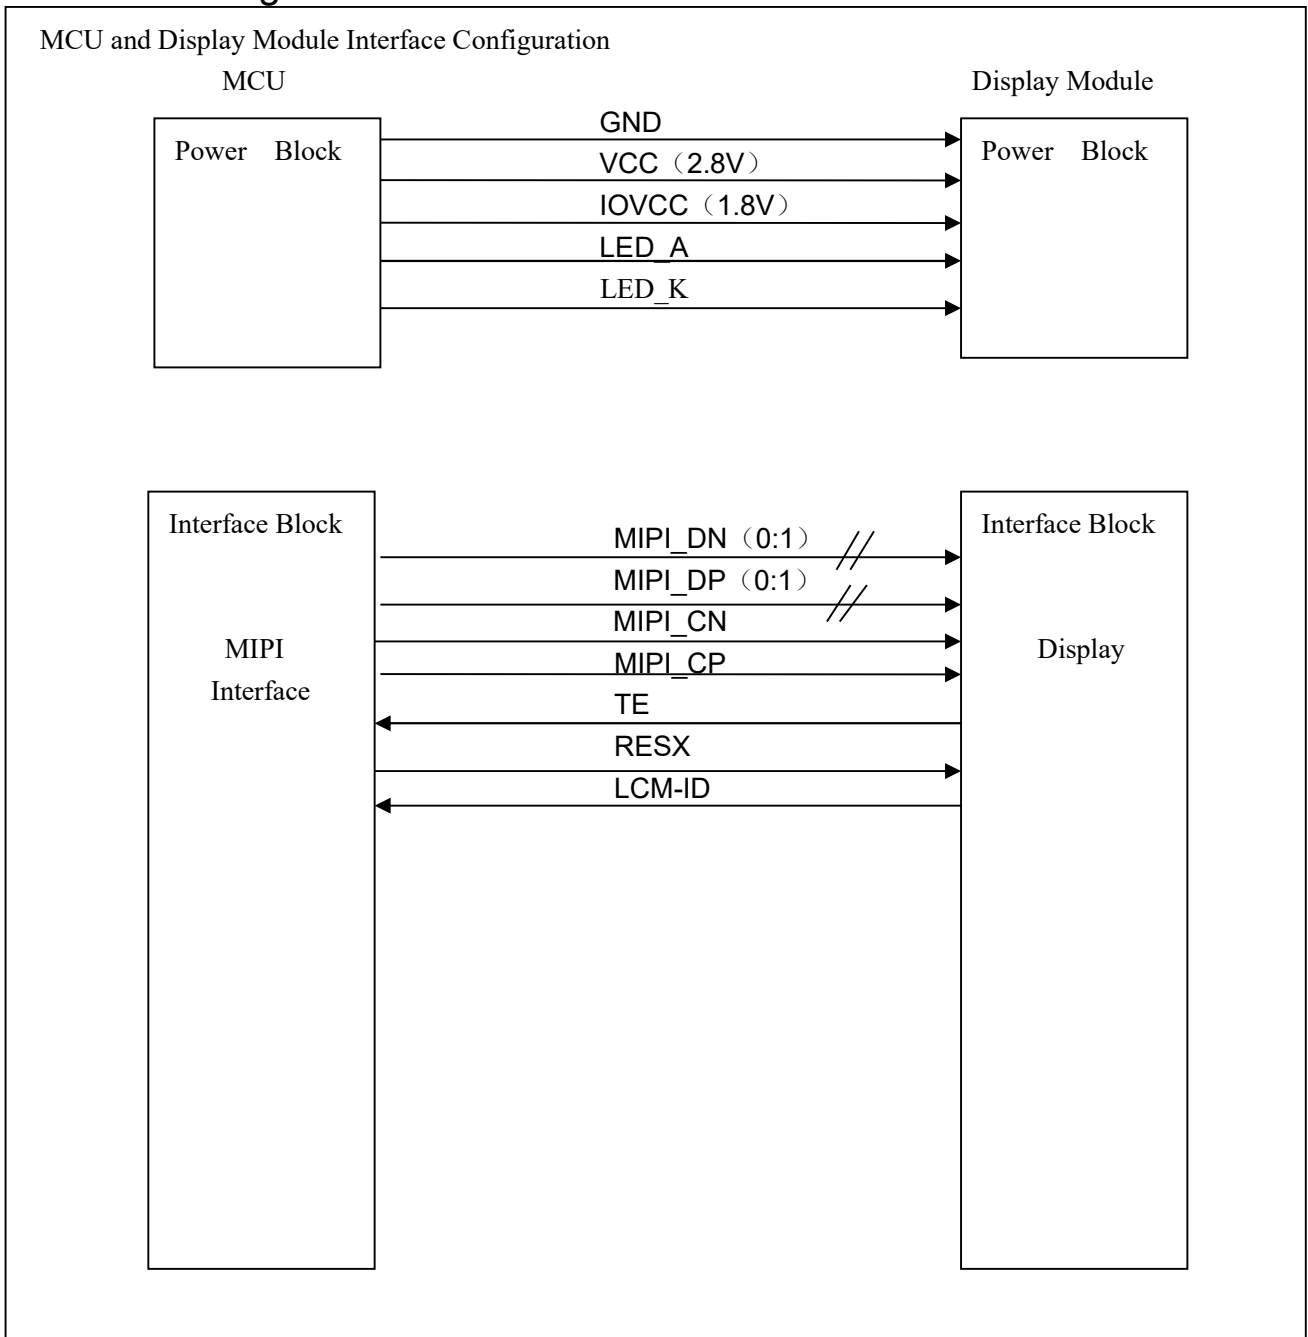 MCU and Display Module Interface Configuration
MCU
Display Module
Power Block
GND
VCC（2.8V）
IOVCC（1.8V）
LED_A
LED_K
Power Block
Interface Block
MIPI
Interface
MIPI_DN（0:1）
MIPI_DP（0:1）
MIPI_CN
MIPI_CP
TE
RESX
LCM-ID
Interface Block
Display